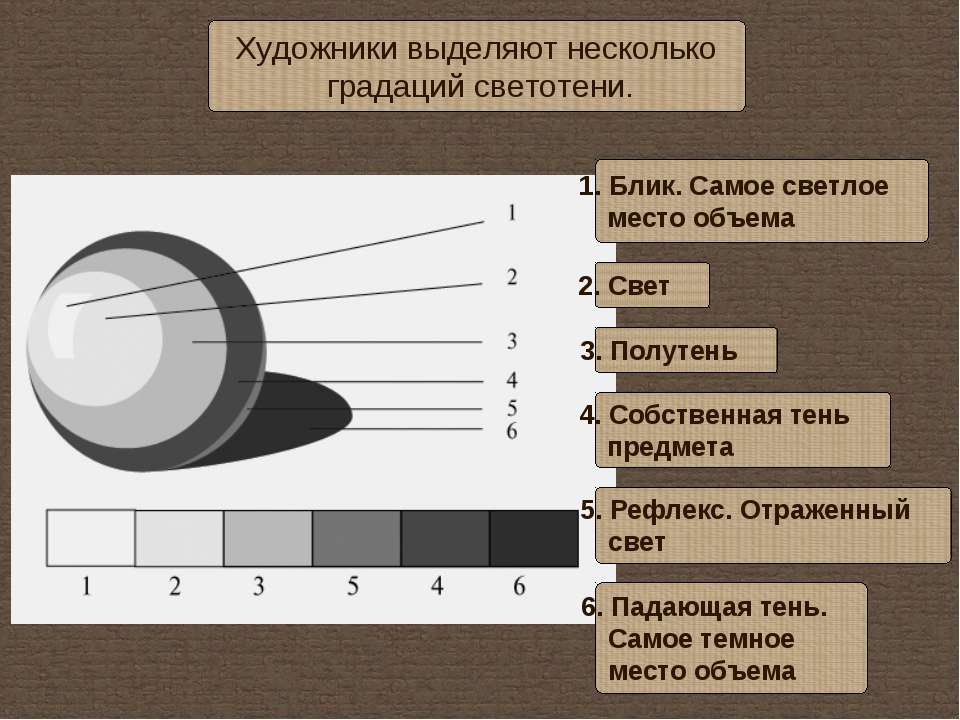 Художники выделяют несколько
градаций светотени.
1
2
3
4
5
6
1 2 3 5 4 6
1. Блик. Самое светлое
место объема
2. Свет
3. Полутень
4. Собственная тень
предмета
5. Рефлекс. Отраженный
свет
6. Падающая тень.
Самое темное
место объема